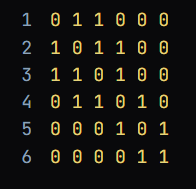 1 0 1 1 0 0 0
2 1 0 1 1 0 0
3 1 1 0 1 0 0
4 0 1 1 0 1 0
5 0 0 0 1 0 1
6 0 0 0 0 1 1